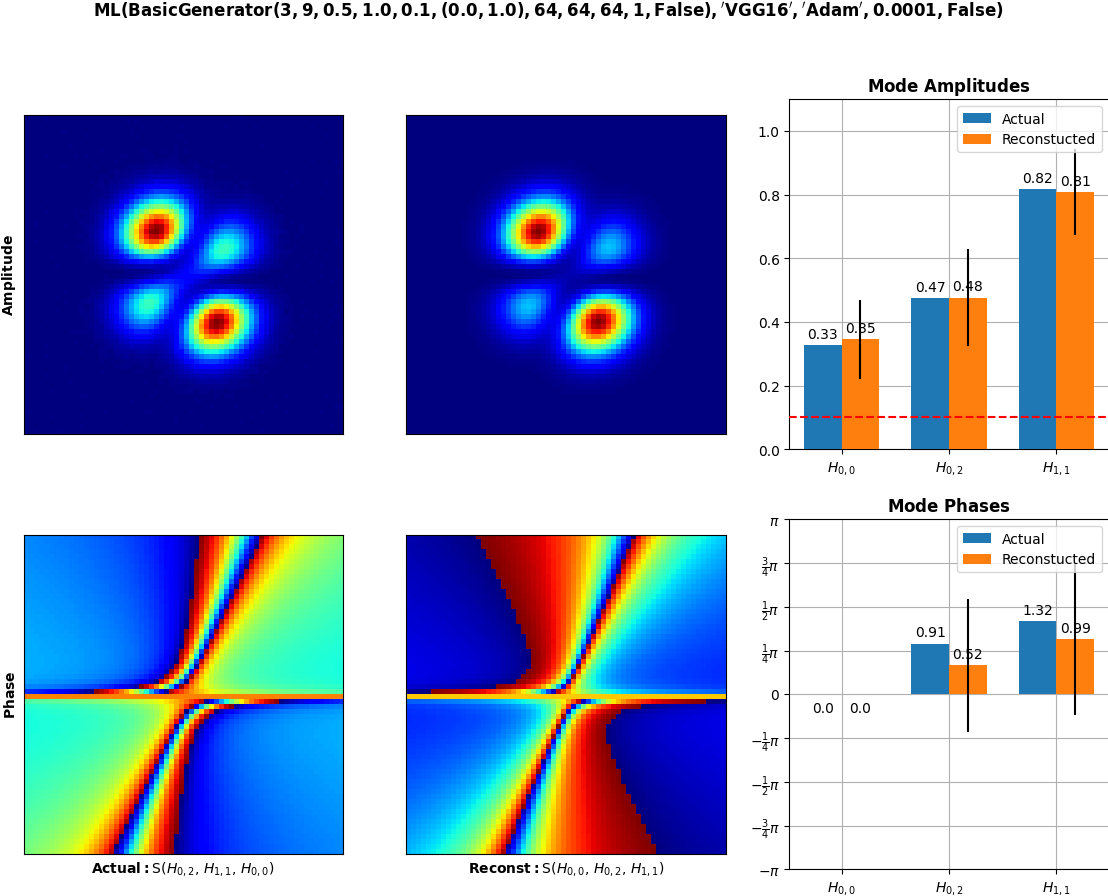 ML(BasicGenerator(3, 9, 0.5, 1.0, 0.1, (0.0, 1.0), 64, 64, 64, 1, False), ′VGG16′, ′Adam′, 0.0001, False)
Amplitude
Mode Amplitudes
Actual
Reconstucted
1.0
0.8
0.6
0.4
0.2
0.0
0.33
0.35
0.47
0.48
0.82
0.81
H0,0
H0,2
H1,1
Phase
Actual: S(H0,2, H1,1, H0,0)
Reconst: S(H0,0, H0,2, H1,1)
Mode Phases
Actual
Reconstucted
π
3/4π
1/2π
1/4π
0
−1/4π
−1/2π
−3/4π
−π
0.0
0.0
0.91
0.52
1.32
0.99
H0,0
H0,2
H1,1